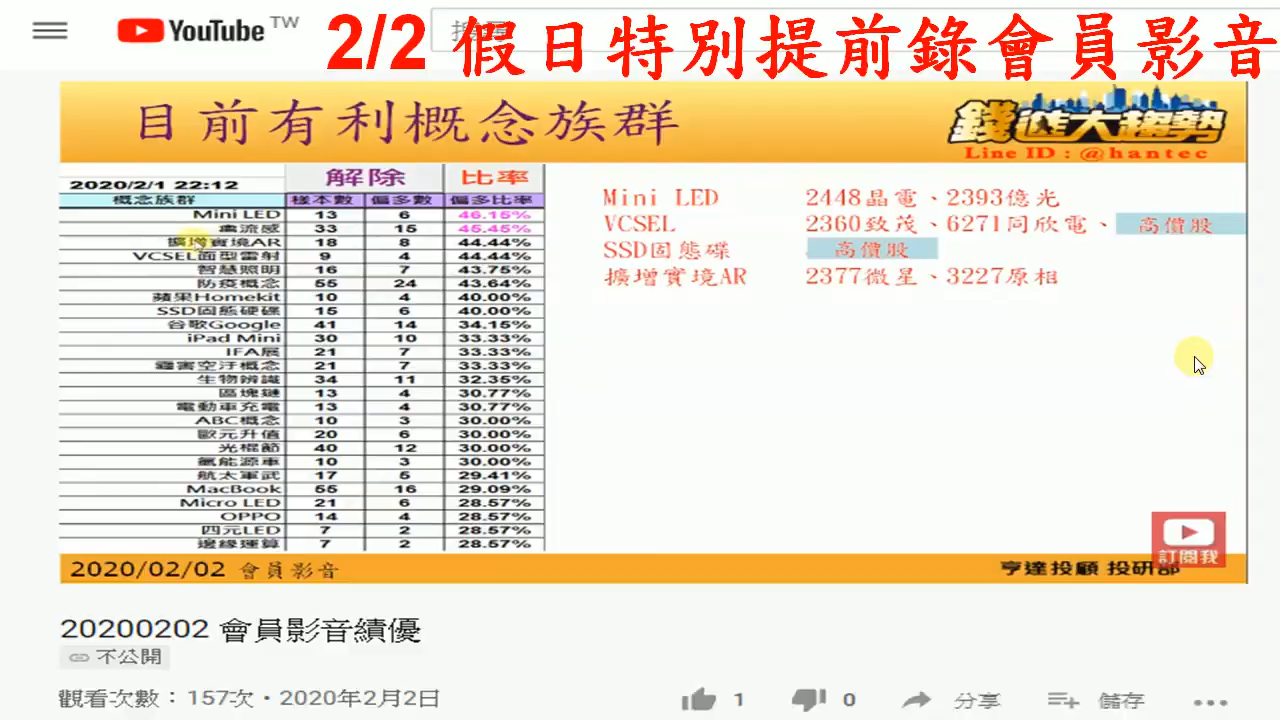 YouTube TW
2/2 假日特別提前錄會員影音
目前有利概念族群
錢進大趨勢
Line ID：@hantec
2020/2/1 22:12 解除 比率
概念族群 樣本數 偏多數 偏多比率
Mini LED 13 6 46.15%
禽流感 33 15 45.45%
擴增實境AR 18 8 44.44%
VCSEL面型雷射 9 4 44.44%
智慧照明 16 7 43.75%
防疫概念 55 24 43.64%
蘋果Homekit 10 4 40.00%
SSD固態硬碟 15 6 40.00%
谷歌Google 41 14 34.15%
iPad Mini 30 10 33.33%
IFA展 21 7 33.33%
霾害空汙概念 21 7 33.33%
生物辨識 34 11 32.35%
區塊鏈 13 4 30.77%
電動車充電 13 4 30.77%
ABC概念 10 3 30.00%
歐元升值 20 6 30.00%
光棍節 40 12 30.00%
氫能源車 10 3 30.00%
航太軍武 17 5 29.41%
MacBook 55 16 29.09%
Micro LED 21 6 28.57%
OPPO 14 4 28.57%
四元LED 7 2 28.57%
邊緣運算 7 2 28.57%
Mini LED 2448晶電、2393億光
VCSEL 2360致茂、6271同欣電、高價股
SSD固態碟 高價股
擴增實境AR 2377微星、3227原相
訂閱我
2020/02/02 會員影音
亨達投顧 投研部
20200202 會員影音績優
不公開
觀看次數：157次・2020年2月2日
1 0 分享 儲存